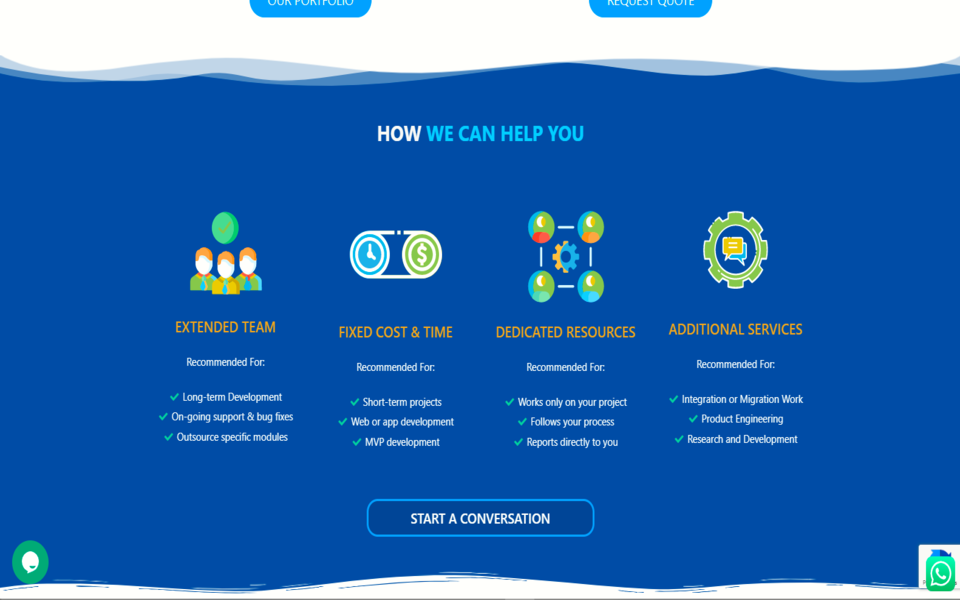 OUR PORTFOLIO
REQUEST QUOTE
HOW WE CAN HELP YOU
EXTENDED TEAM
Recommended For:
Long-term Development
On-going support & bug fixes
Outsource specific modules
FIXED COST & TIME
Recommended For:
Short-term projects
Web or app development
MVP development
DEDICATED RESOURCES
Recommended For:
Works only on your project
Follows your process
Reports directly to you
ADDITIONAL SERVICES
Recommended For:
Integration or Migration Work
Product Engineering
Research and Development
START A CONVERSATION